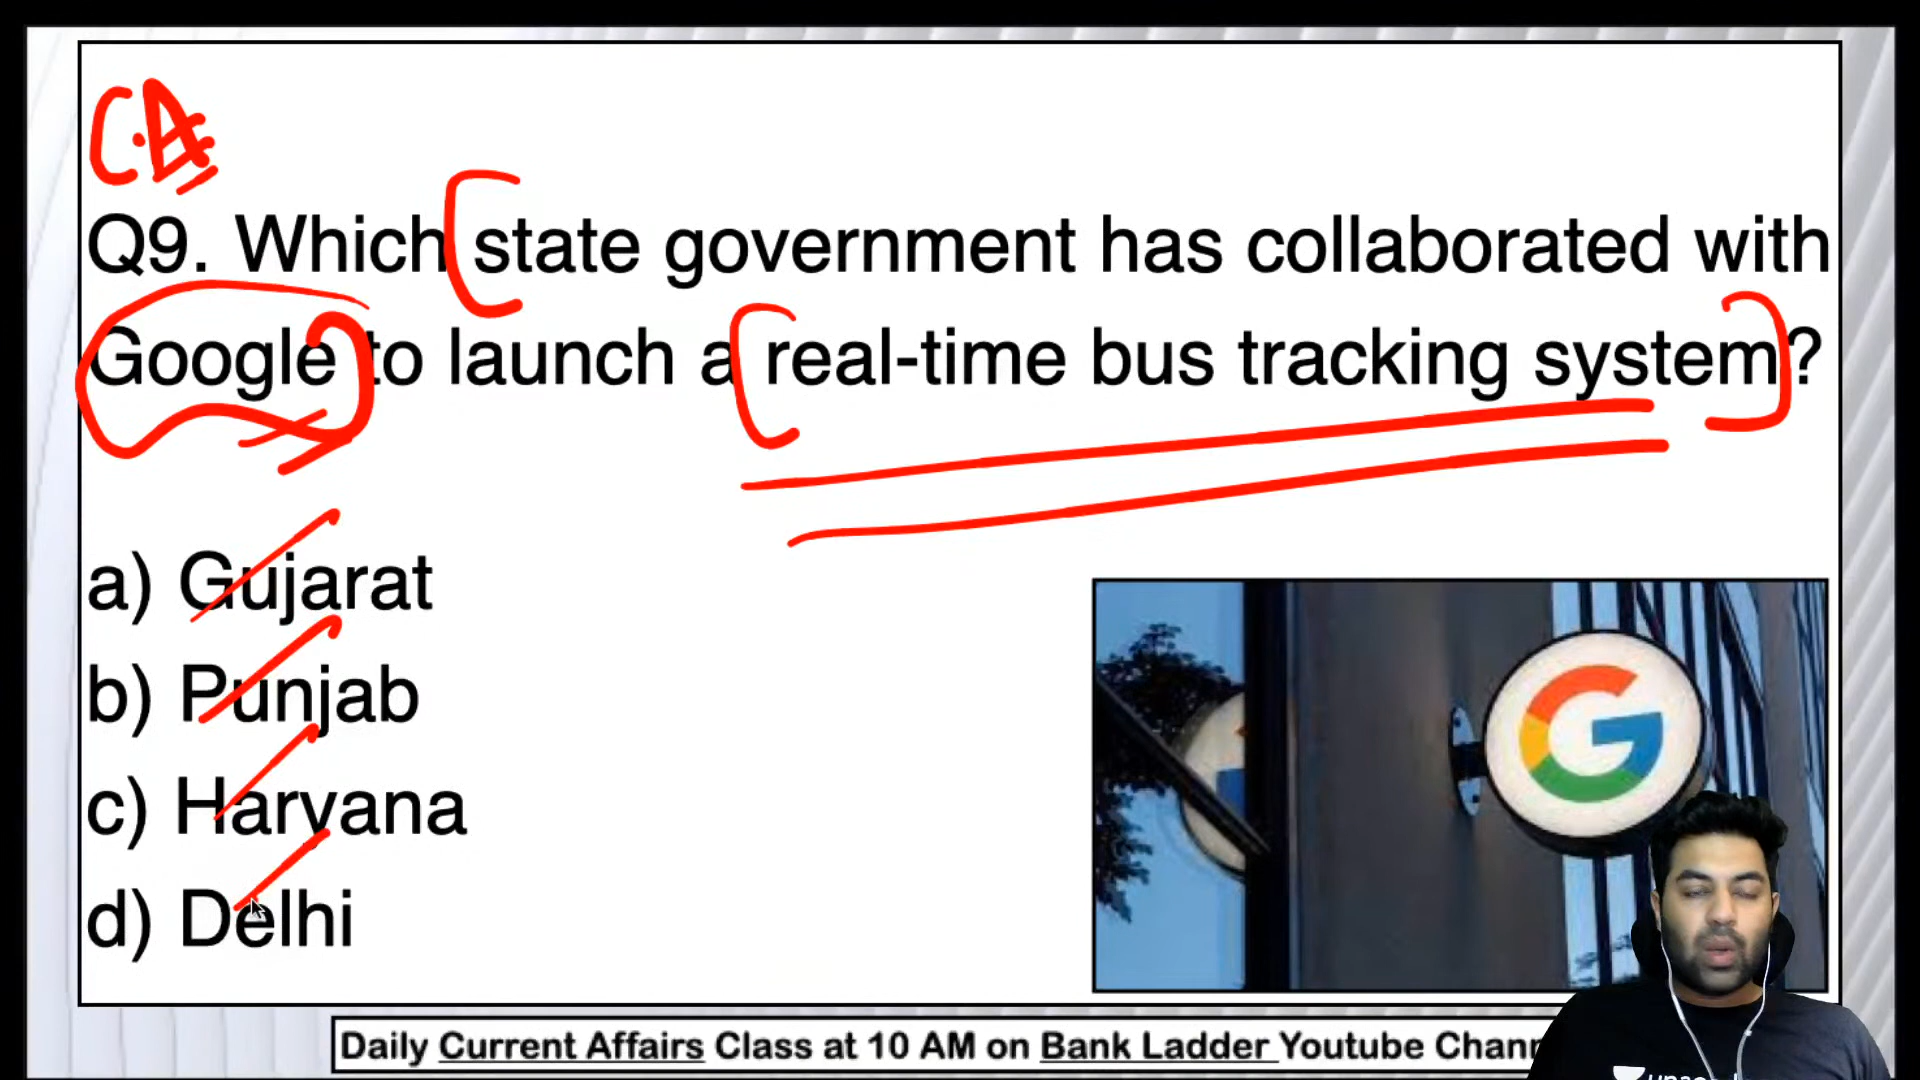 C.A
Q9. Which state government has collaborated with
Google to launch a real-time bus tracking system?
a) Gujarat
b) Punjab
c) Haryana
d) Delhi
G
Daily Current Affairs Class at 10 AM on Bank Ladder Youtube Chann